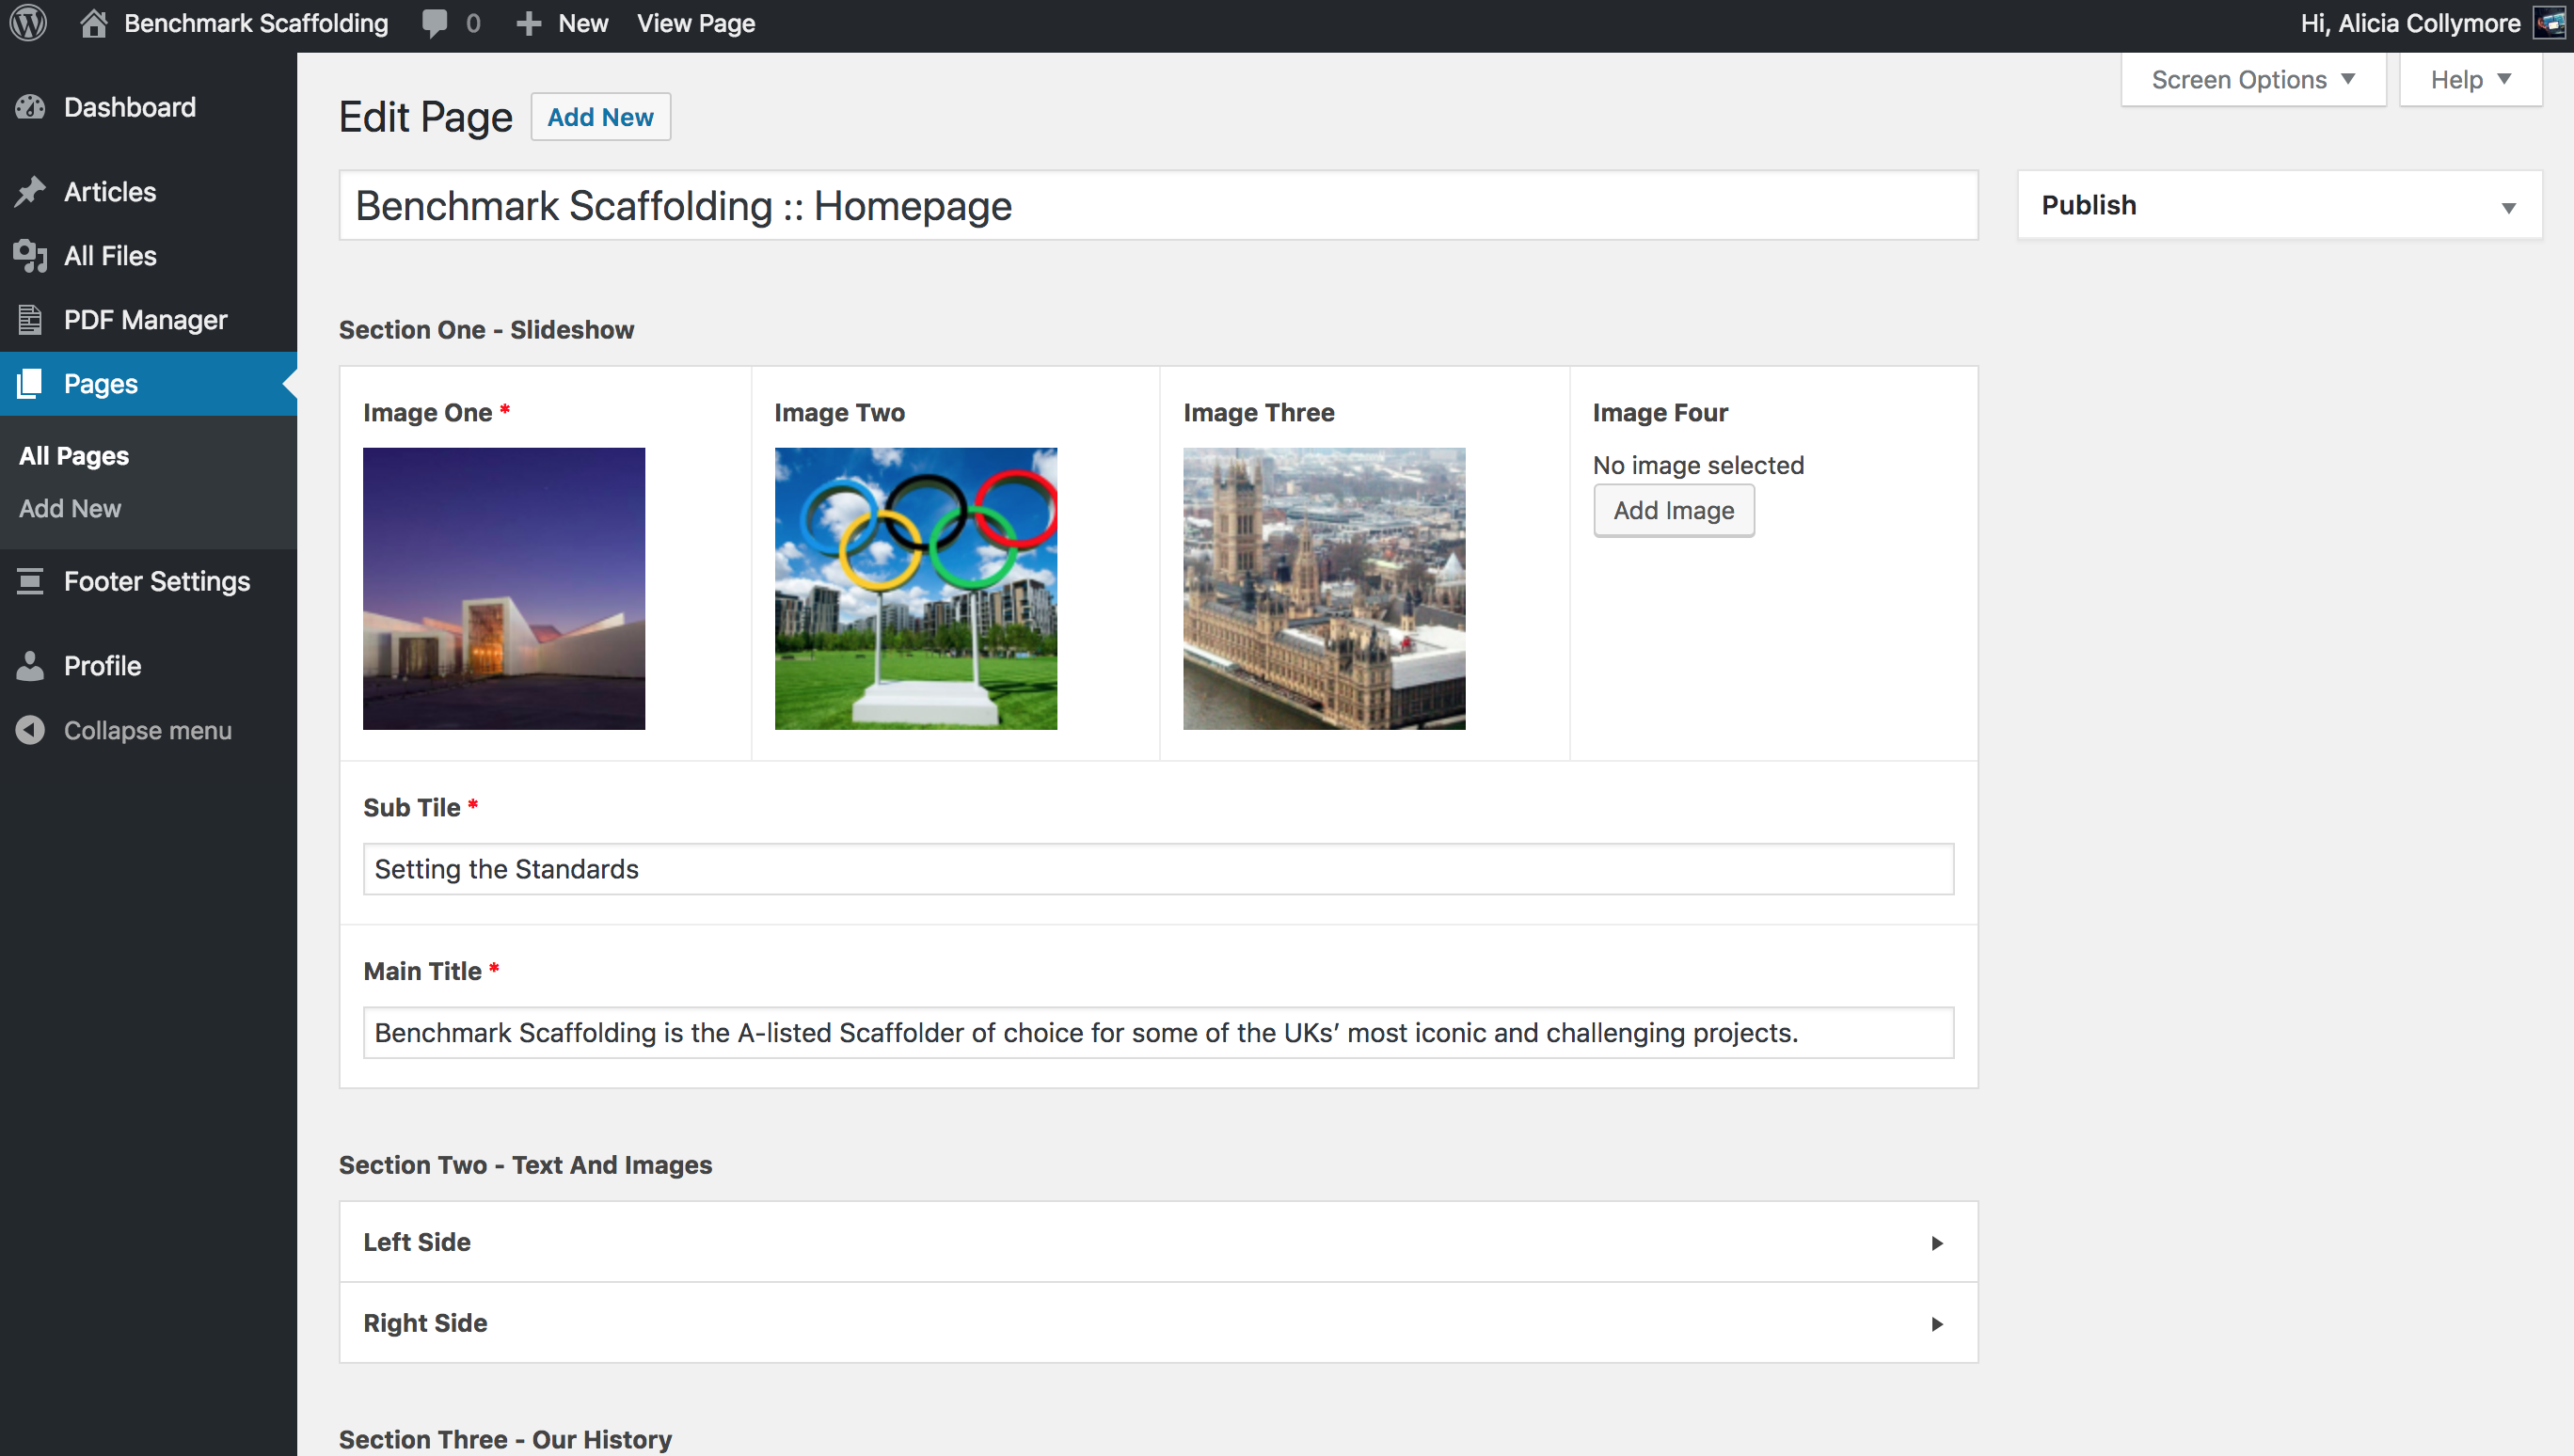 Benchmark Scaffolding 0 New View Page Hi, Alicia Collymore
Screen Options Help
Dashboard
Articles
All Files
PDF Manager
Pages
All Pages
Add New
Footer Settings
Profile
Collapse menu
Edit Page Add New
Benchmark Scaffolding :: Homepage
Publish
Section One - Slideshow
Image One * Image Two Image Three Image Four
No image selected
Add Image
Sub Tile *
Setting the Standards
Main Title *
Benchmark Scaffolding is the A-listed Scaffolder of choice for some of the UKs’ most iconic and challenging projects.
Section Two - Text And Images
Left Side
Right Side
Section Three - Our History